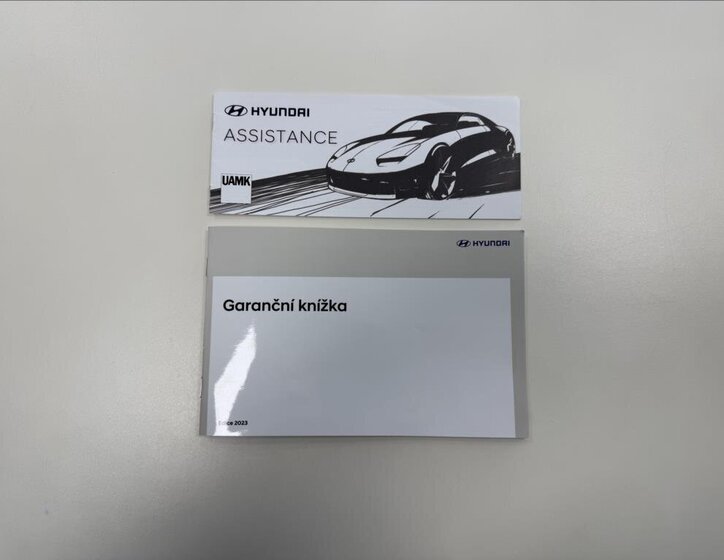 HYUNDAI
ASSISTANCE
UAMK
HYUNDAI
Garanční knížka
Edice 2023